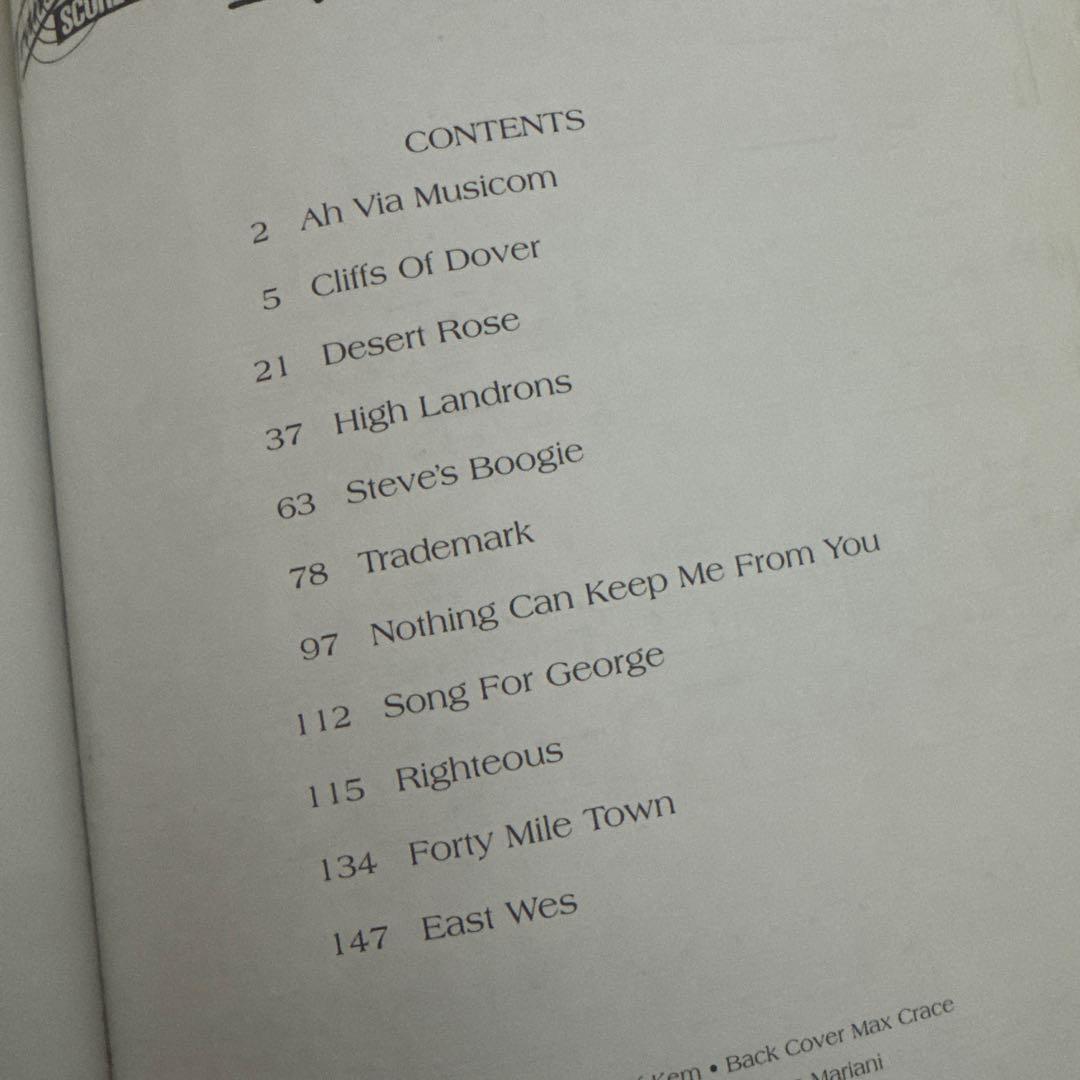 CONTENTS
2 Ah Via Musicom
5 Cliffs Of Dover
21 Desert Rose
37 High Landrons
63 Steve's Boogie
78 Trademark
97 Nothing Can Keep Me From You
112 Song For George
115 Righteous
134 Forty Mile Town
147 East Wes
Kem • Back Cover Max Crace
Mariani